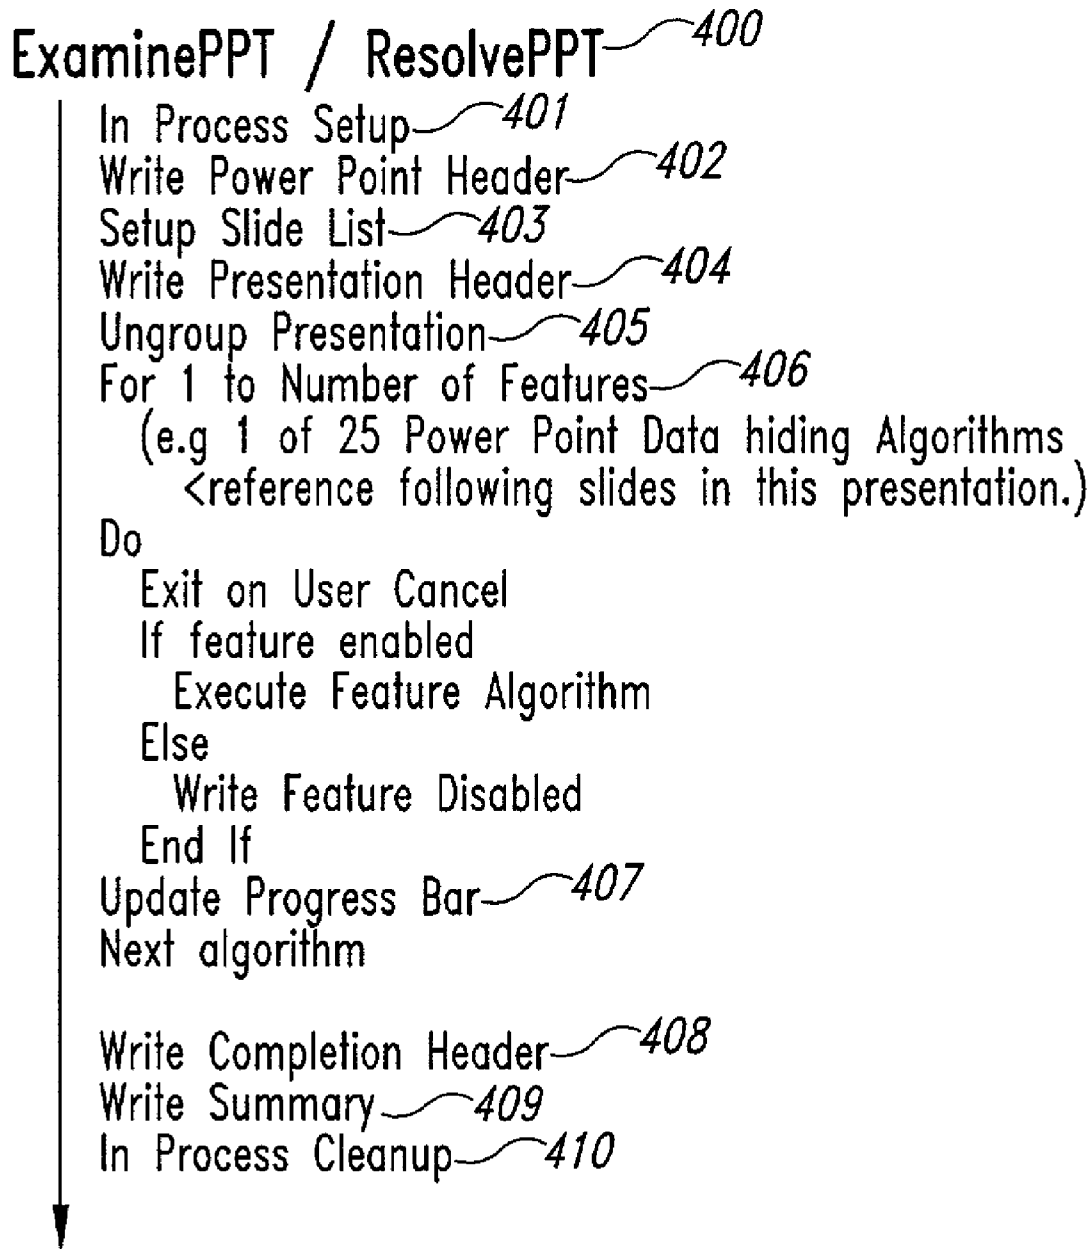 ExaminePPT / ResolvePPT 400
In Process Setup 401
Write Power Point Header 402
Setup Slide List 403
Write Presentation Header 404
Ungroup Presentation 405
For 1 to Number of Features 406
(e.g 1 of 25 Power Point Data hiding Algorithms
<reference following slides in this presentation.)
Do
Exit on User Cancel
If feature enabled
Execute Feature Algorithm
Else
Write Feature Disabled
End If
Update Progress Bar 407
Next algorithm
Write Completion Header 408
Write Summary 409
In Process Cleanup 410